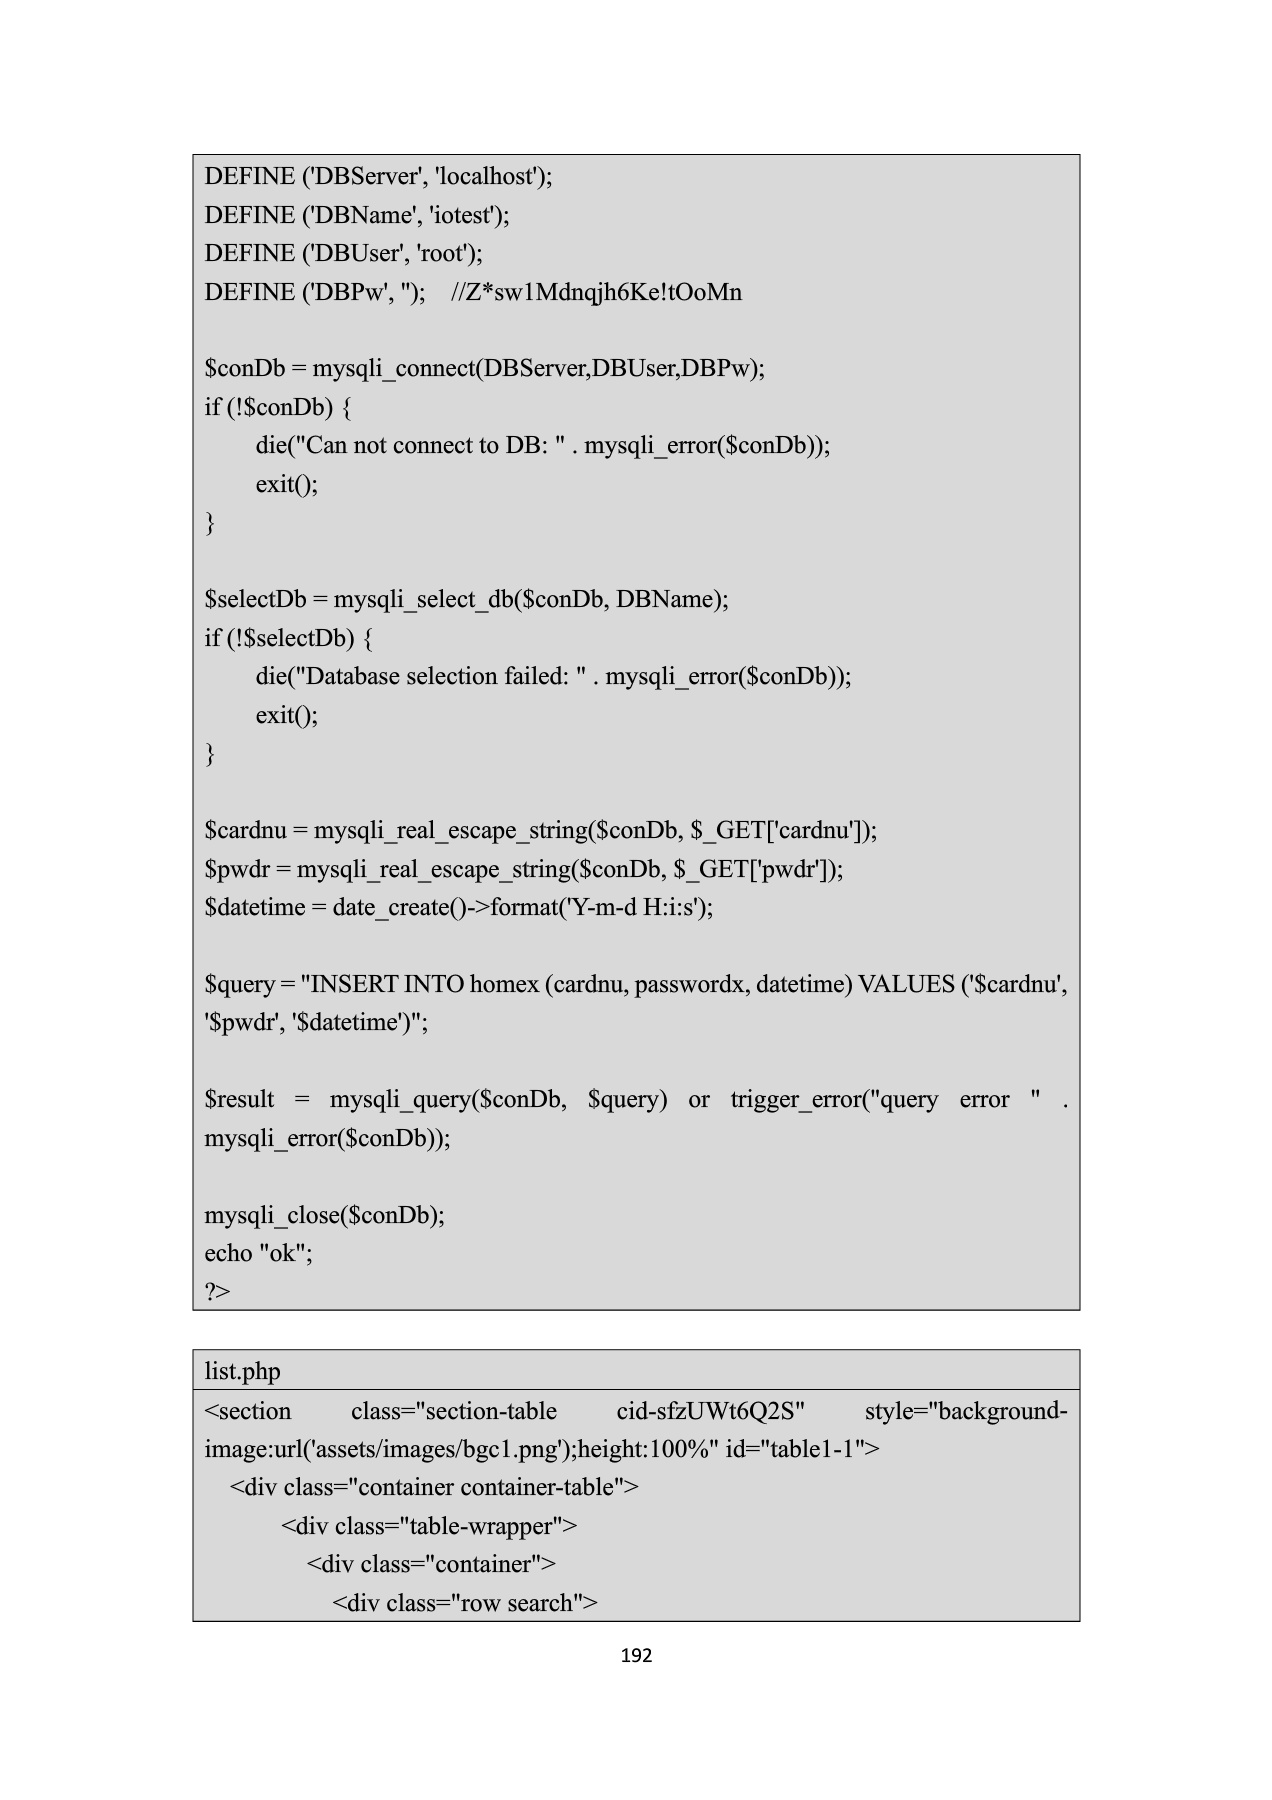 DEFINE ('DBServer', 'localhost');
DEFINE ('DBName', 'iotest');
DEFINE ('DBUser', 'root');
DEFINE ('DBPw', '');    //Z*sw1Mdnqjh6Ke!tOoMn
$conDb = mysqli_connect(DBServer,DBUser,DBPw);
if (!$conDb) {
die("Can not connect to DB: " . mysqli_error($conDb));
exit();
}
$selectDb = mysqli_select_db($conDb, DBName);
if (!$selectDb) {
die("Database selection failed: " . mysqli_error($conDb));
exit();
}
$cardnu = mysqli_real_escape_string($conDb, $_GET['cardnu']);
$pwdr = mysqli_real_escape_string($conDb, $_GET['pwdr']);
$datetime = date_create()->format('Y-m-d H:i:s');
$query = "INSERT INTO homex (cardnu, passwordx, datetime) VALUES ('$cardnu',
'$pwdr', '$datetime')";
$result = mysqli_query($conDb, $query) or trigger_error("query error " .
mysqli_error($conDb));
mysqli_close($conDb);
echo "ok";
?>
list.php
<section class="section-table cid-sfzUWt6Q2S" style="background-
image:url('assets/images/bgc1.png');height:100%" id="table1-1">
<div class="container container-table">
<div class="table-wrapper">
<div class="container">
<div class="row search">
192